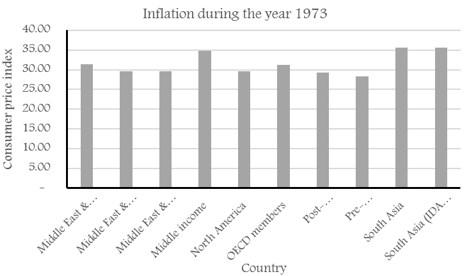 Inflation during the year 1973
Consumer price index
40.00
35.00
30.00
25.00
20.00
15.00
10.00
5.00
-
Middle East &...
Middle East &...
Middle East &...
Middle income
North America
OECD members
Post-...
Pre-...
South Asia
South Asia (IDA...
Country